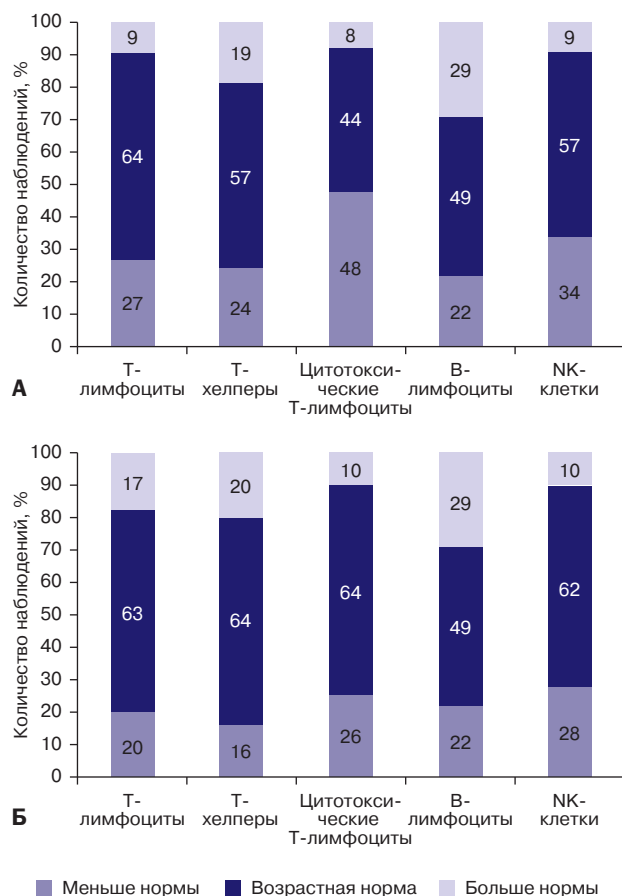 Количество наблюдений, %
100
90
80
70
60
50
40
30
20
10
0
9 19 8 29 9
64 57 44 49 57
27 24 48 22 34
Т- Т- Цитотокси- В- NK-
лимфоциты хелперы ческие лимфоциты клетки
Т-лимфоциты
А
Количество наблюдений, %
100
90
80
70
60
50
40
30
20
10
0
17 20 10 29 10
63 64 64 49 62
20 16 26 22 28
Т- Т- Цитотокси- В- NK-
лимфоциты хелперы ческие лимфоциты клетки
Т-лимфоциты
Б
Меньше нормы Возрастная норма Больше нормы